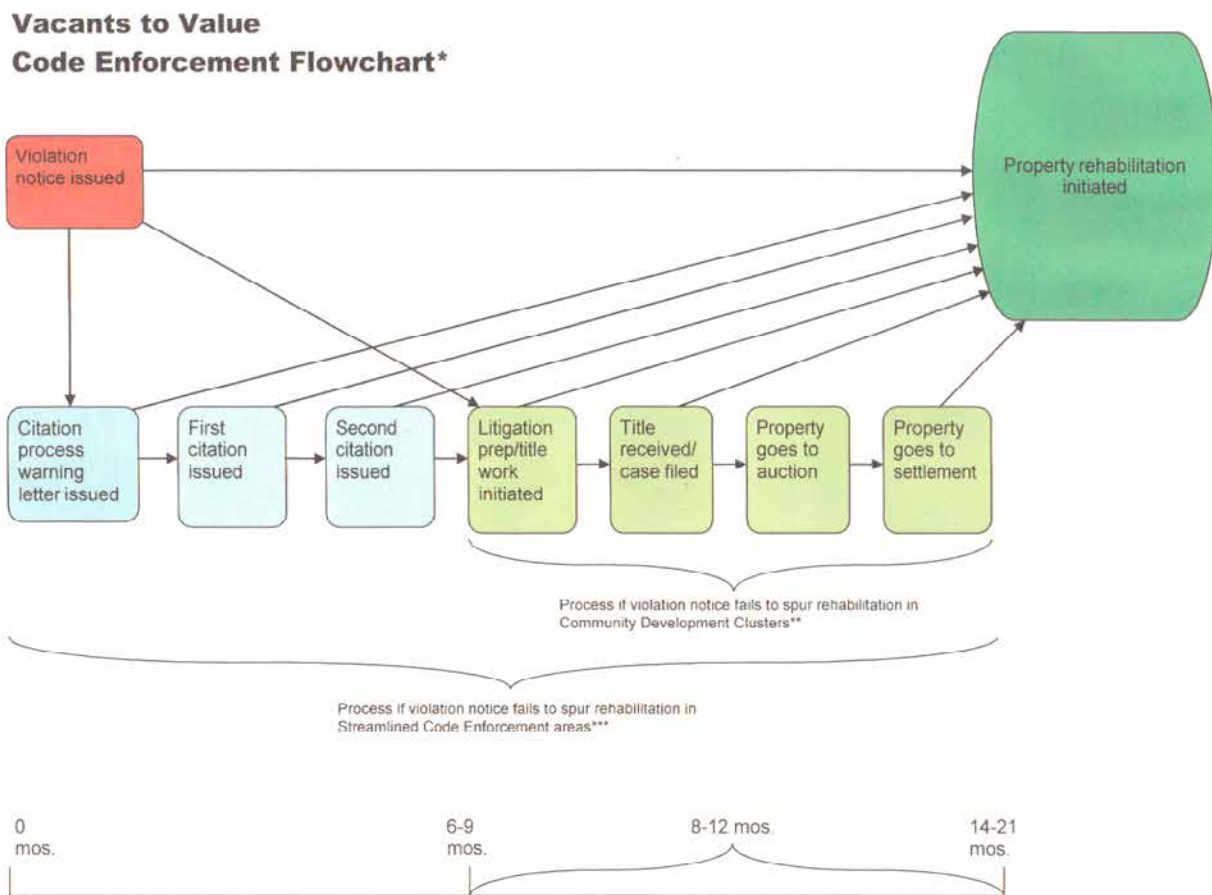 Vacants to Value
Code Enforcement Flowchart*
Violation
notice issued
Property rehabilitation
initiated
Citation
process
warning
letter issued
First
citation
issued
Second
citation
issued
Litigation
prep/title
work
initiated
Title
received/
case filed
Property
goes to
auction
Property
goes to
settlement
Process if violation notice fails to spur rehabilitation in
Community Development Clusters**
Process if violation notice fails to spur rehabilitation in
Streamlined Code Enforcement areas***
0
mos.
6-9
mos.
8-12 mos.
14-21
mos.